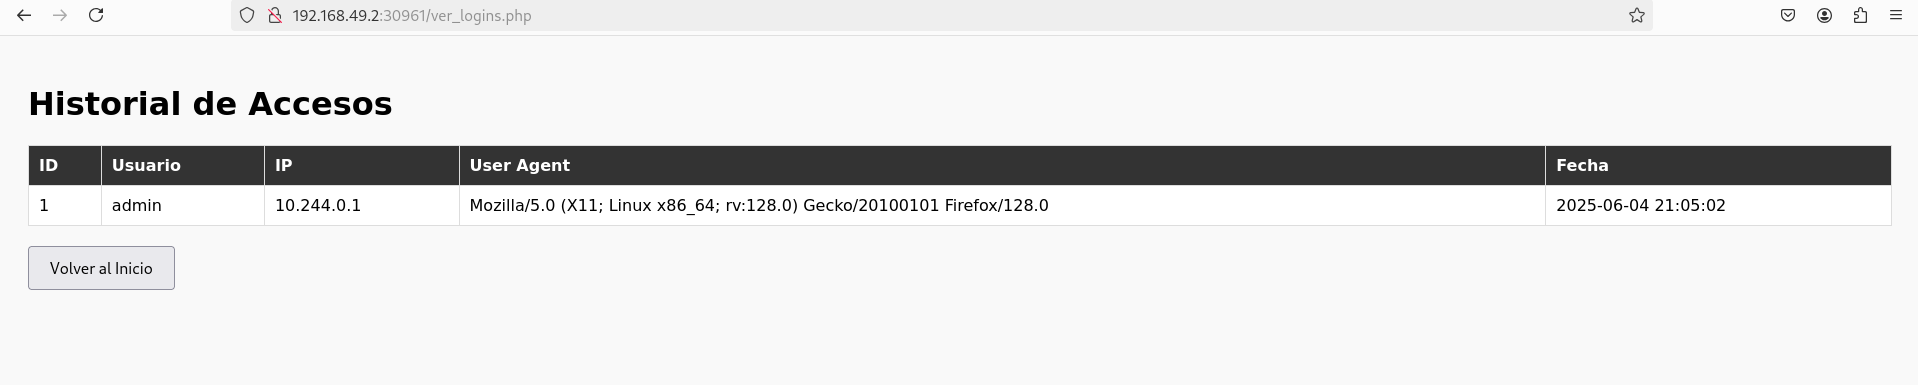 192.168.49.2:30961/ver_logins.php
Historial de Accesos
ID Usuario IP User Agent Fecha
1 admin 10.244.0.1 Mozilla/5.0 (X11; Linux x86_64; rv:128.0) Gecko/20100101 Firefox/128.0 2025-06-04 21:05:02
Volver al Inicio